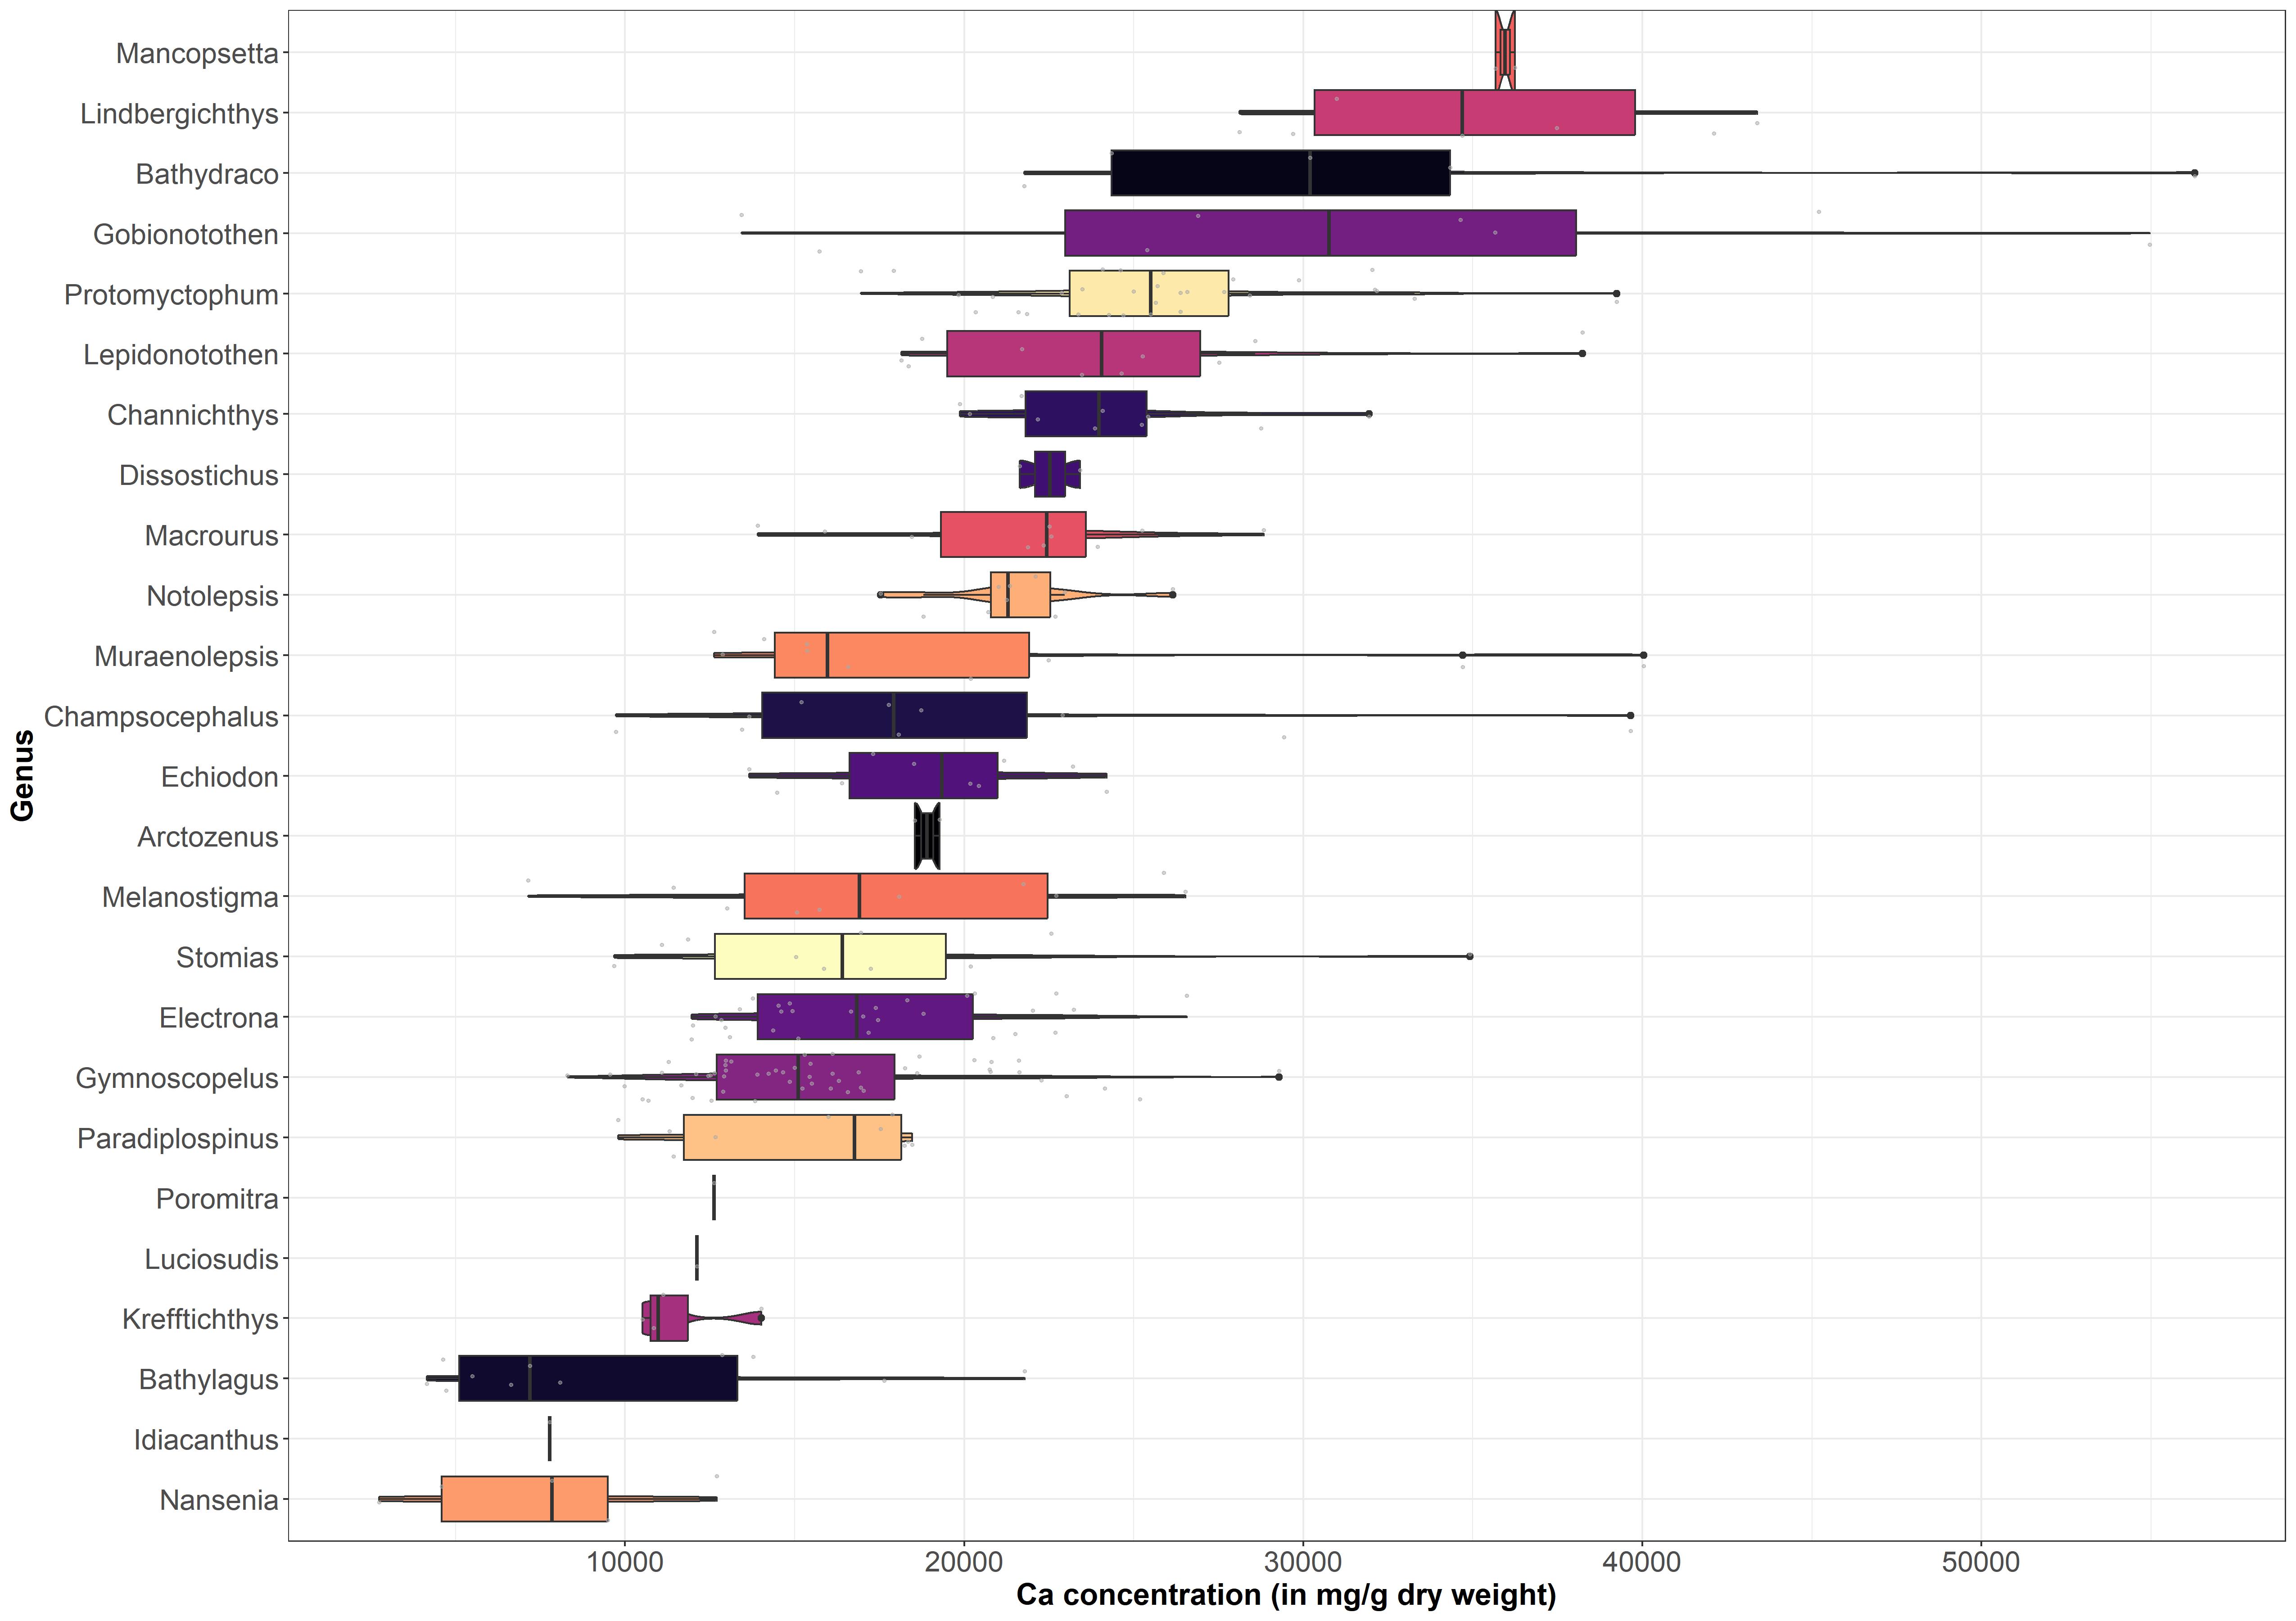 Mancopsetta
Lindbergichthys
Bathydraco
Gobionotothen
Protomyctophum
Lepidonotothen
Channichthys
Dissostichus
Macrourus
Notolepsis
Muraenolepsis
Champsocephalus
Echiodon
Arctozenus
Melanostigma
Stomias
Electrona
Gymnoscopelus
Paradiplospinus
Poromitra
Luciosudis
Krefftichthys
Bathylagus
Idiacanthus
Nansenia
Genus
10000 20000 30000 40000 50000
Ca concentration (in mg/g dry weight)